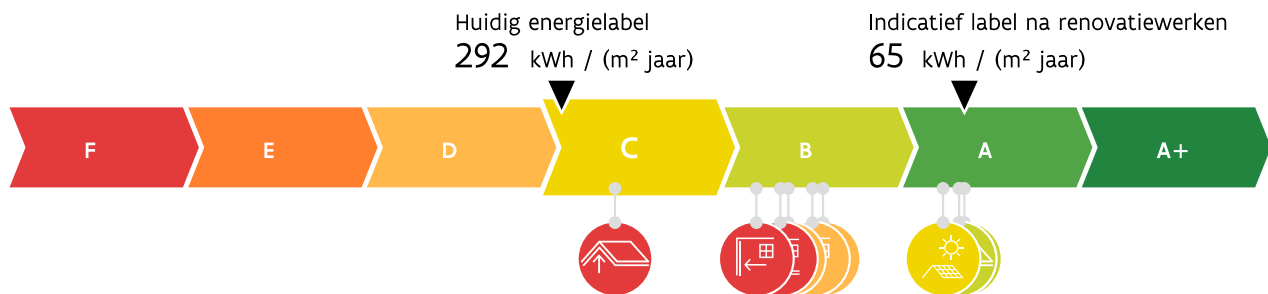 Huidig energielabel
292 kWh / (m² jaar)
Indicatief label na renovatiewerken
65 kWh / (m² jaar)
F E D C B A A+